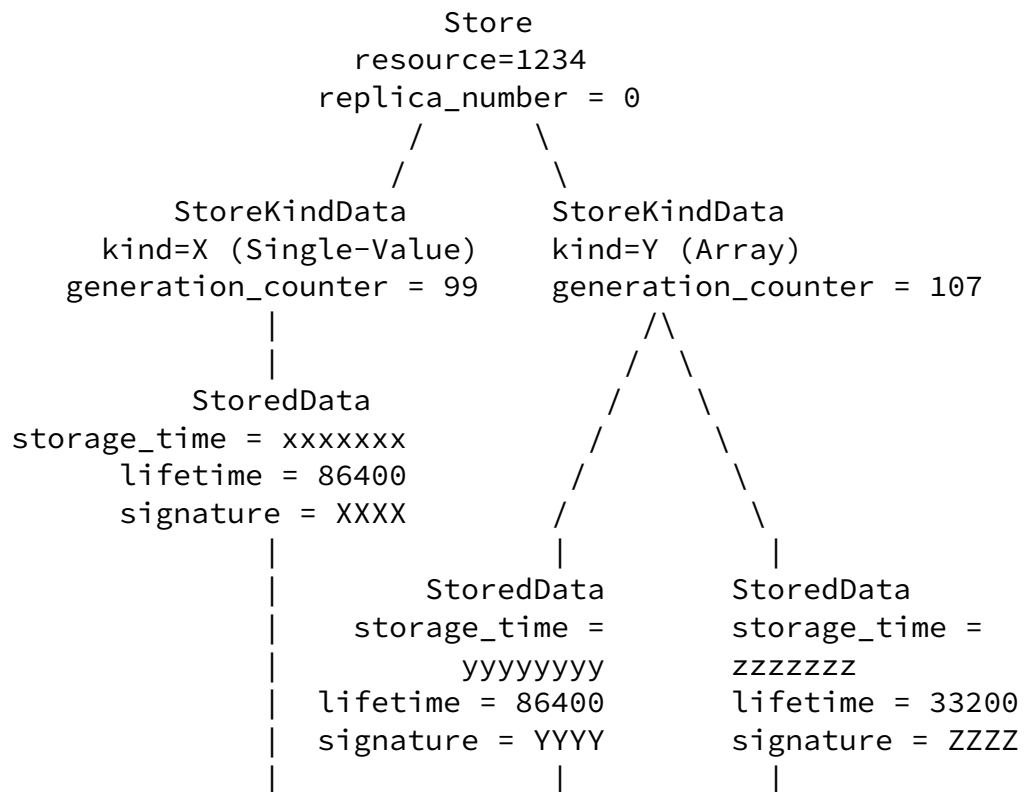 Store
resource=1234
replica_number = 0
StoreKindData StoreKindData
kind=X (Single-Value) kind=Y (Array)
generation_counter = 99 generation_counter = 107
StoredData
storage_time = xxxxxxx
lifetime = 86400
signature = XXXX
StoredData StoredData
storage_time = storage_time =
yyyyyyyy zzzzzzz
lifetime = 86400 lifetime = 33200
signature = YYYY signature = ZZZZ